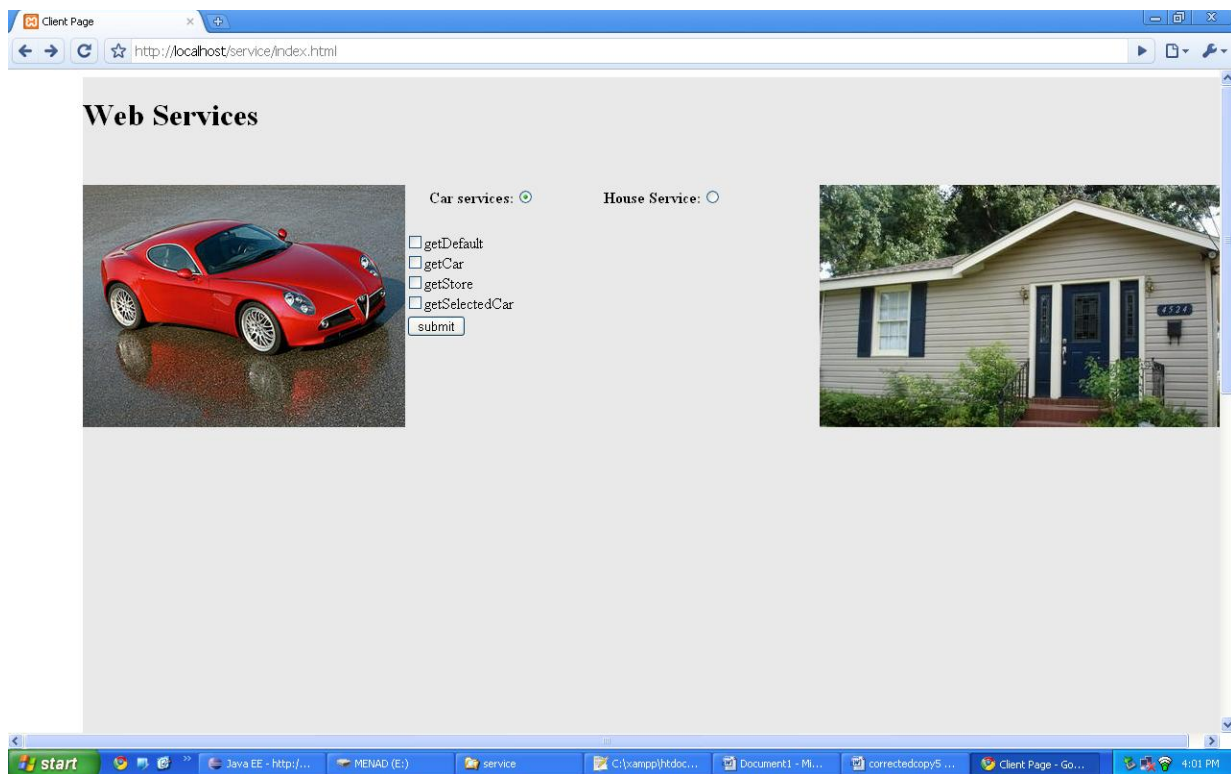 Client Page
http://localhost/service/index.html
Web Services
Car services:
House Service:
getDefault
getCar
getStore
getSelectedCar
submit
4524
start
Java EE - http:/...
MENAD (E:)
service
C:\xampp\htdoc...
Document1 - Mi...
correctedcopy5 ...
Client Page - Go...
4:01 PM